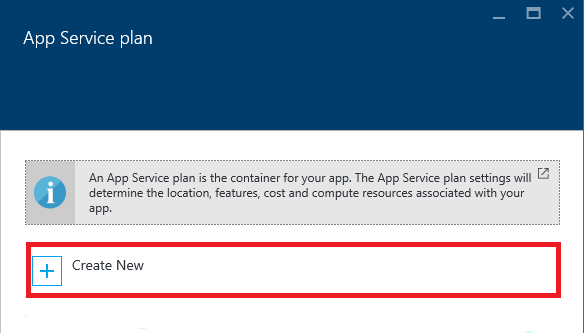 App Service plan
An App Service plan is the container for your app. The App Service plan settings will
determine the location, features, cost and compute resources associated with your
app.
Create New